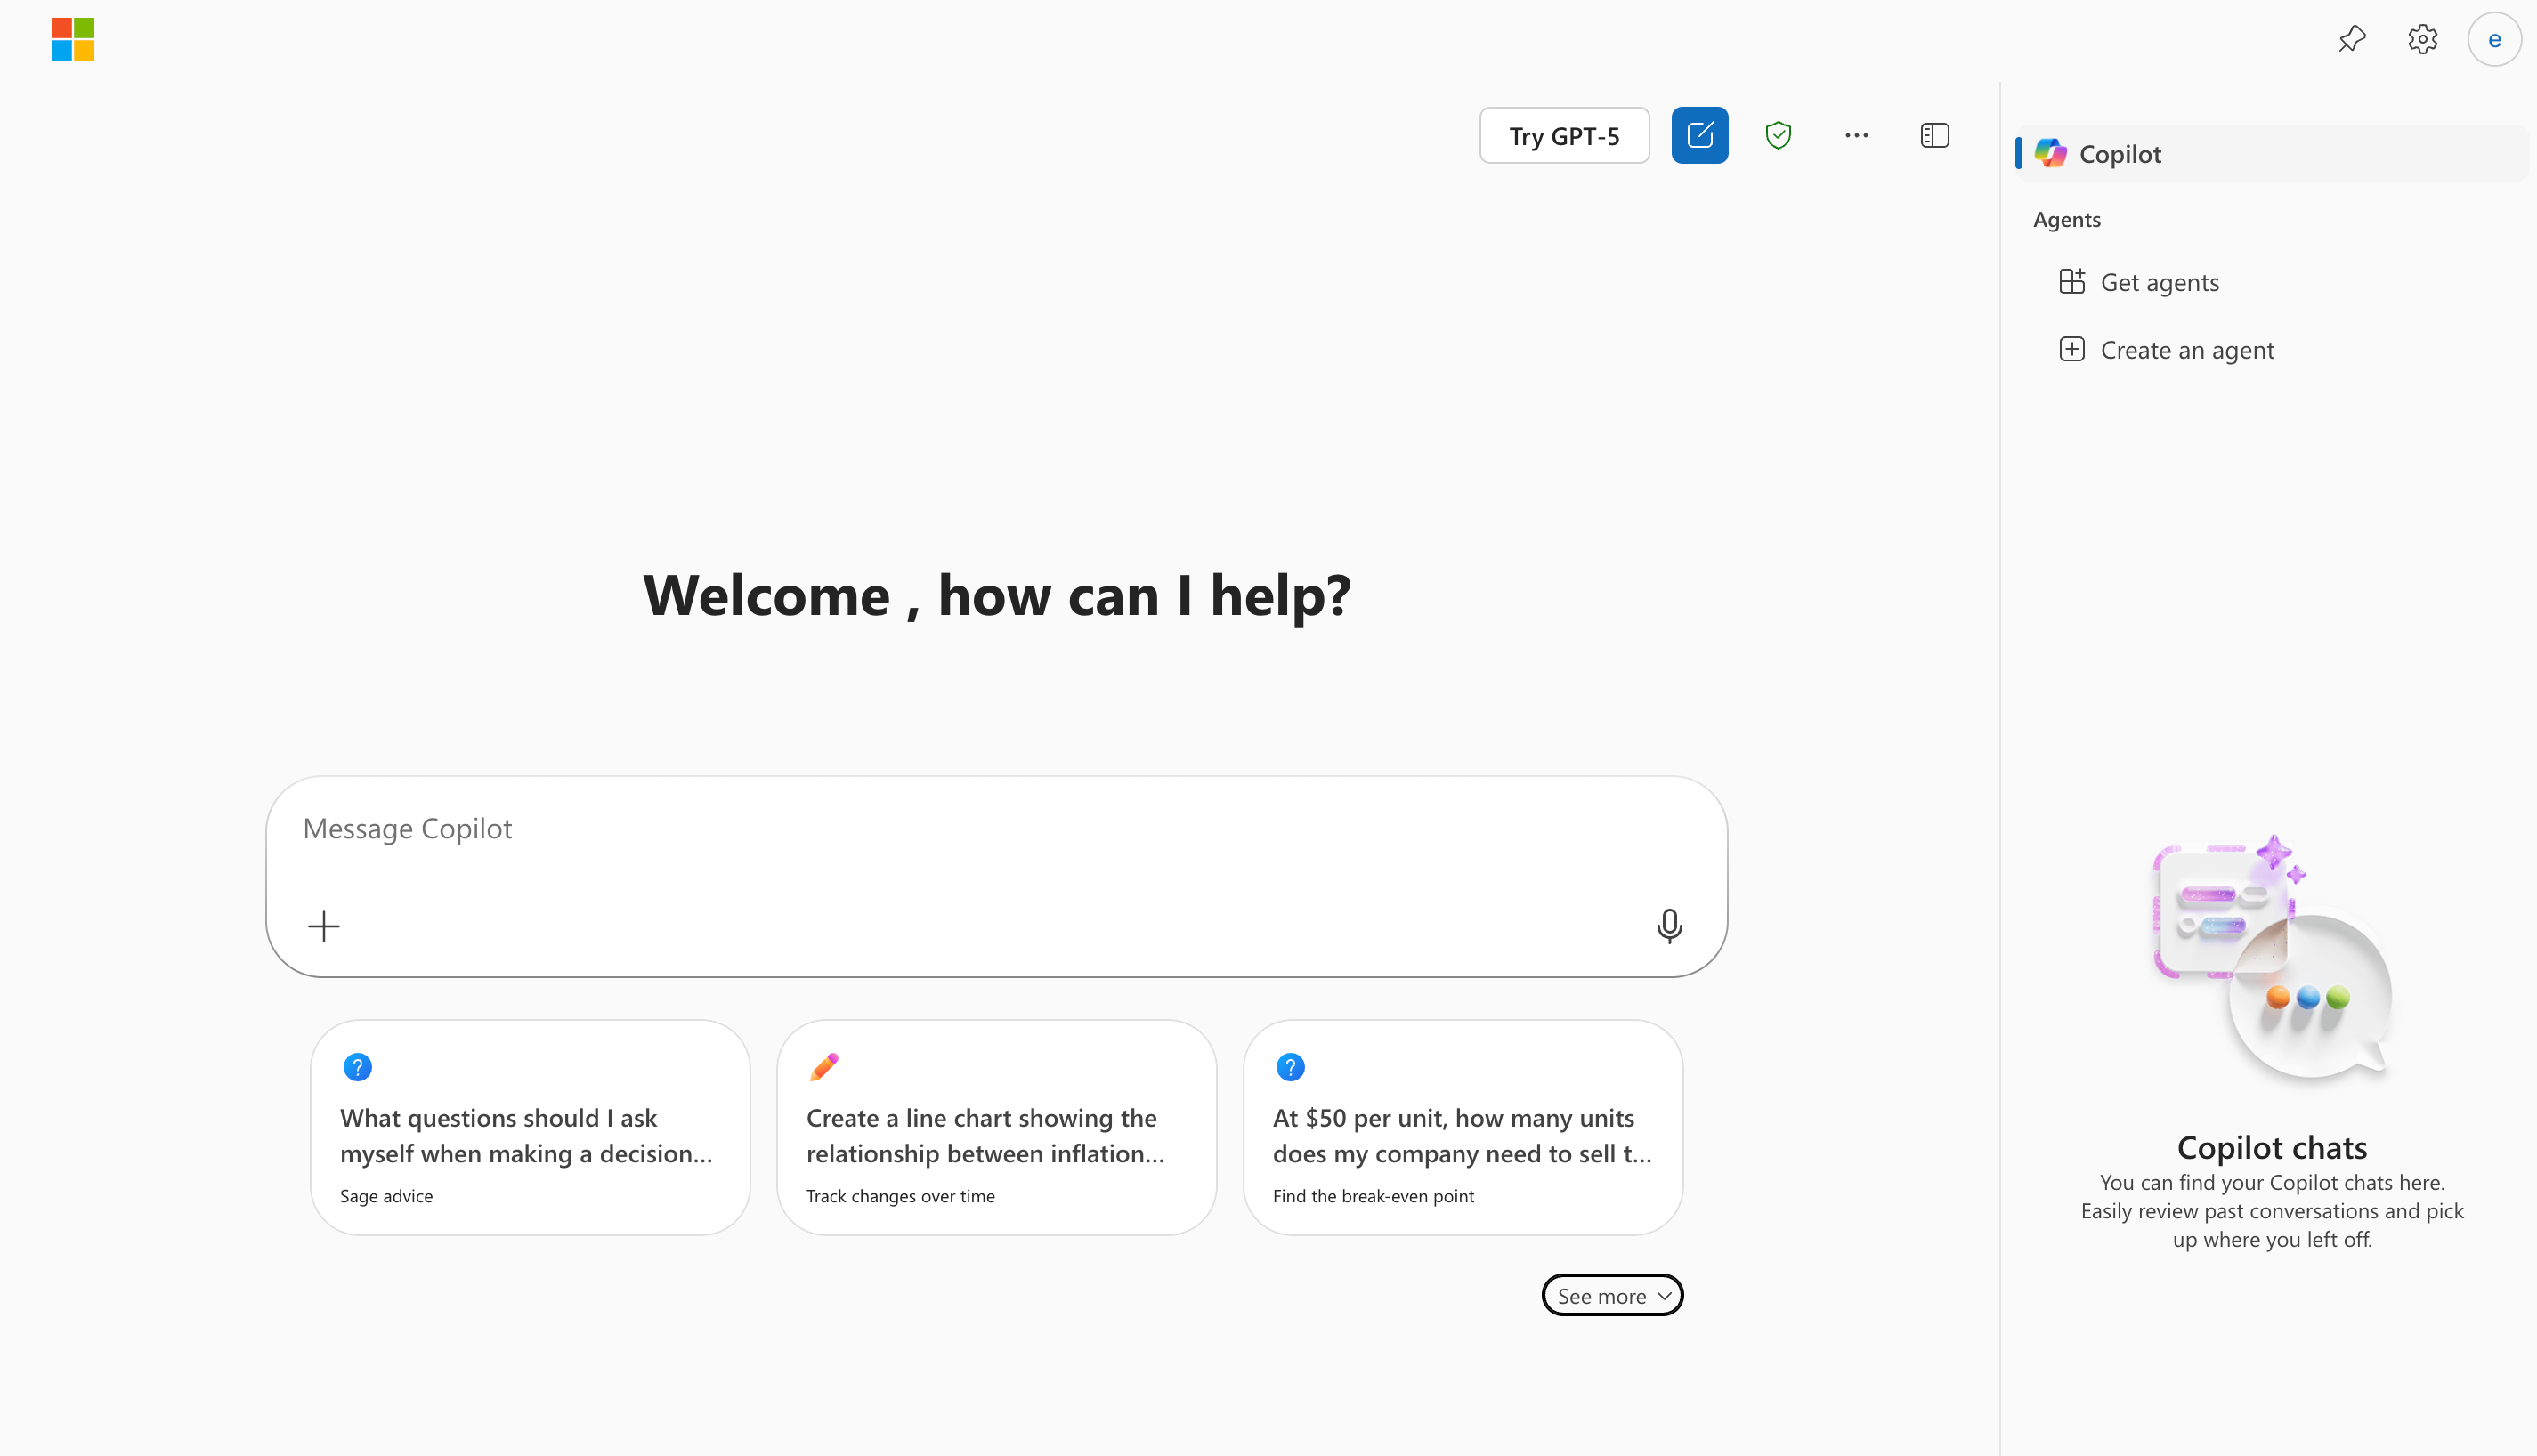 e
Try GPT-5
Welcome , how can I help?
Message Copilot
What questions should I ask
myself when making a decision...
Sage advice
Create a line chart showing the
relationship between inflation...
Track changes over time
At $50 per unit, how many units
does my company need to sell t...
Find the break-even point
See more
Copilot
Agents
Get agents
Create an agent
Copilot chats
You can find your Copilot chats here.
Easily review past conversations and pick
up where you left off.